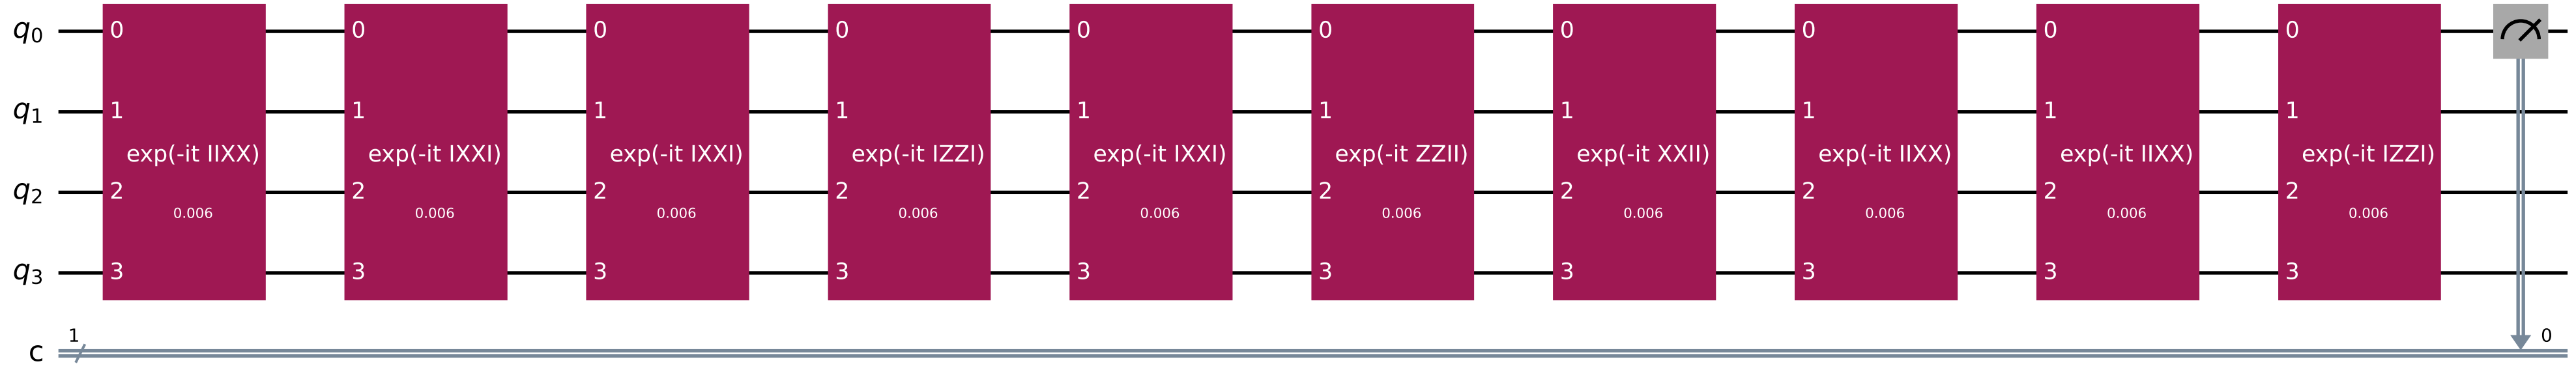 q0 0 0 0 0 0 0 0 0 0 0
q1 1 1 1 1 1 1 1 1 1 1
exp(-it IIXX) exp(-it IXXI) exp(-it IXXI) exp(-it IZZI) exp(-it IXXI) exp(-it ZZII) exp(-it XXII) exp(-it IIXX) exp(-it IIXX) exp(-it IZZI)
q2 2 2 2 2 2 2 2 2 2 2
0.006 0.006 0.006 0.006 0.006 0.006 0.006 0.006 0.006 0.006
q3 3 3 3 3 3 3 3 3 3 3
1 0
c